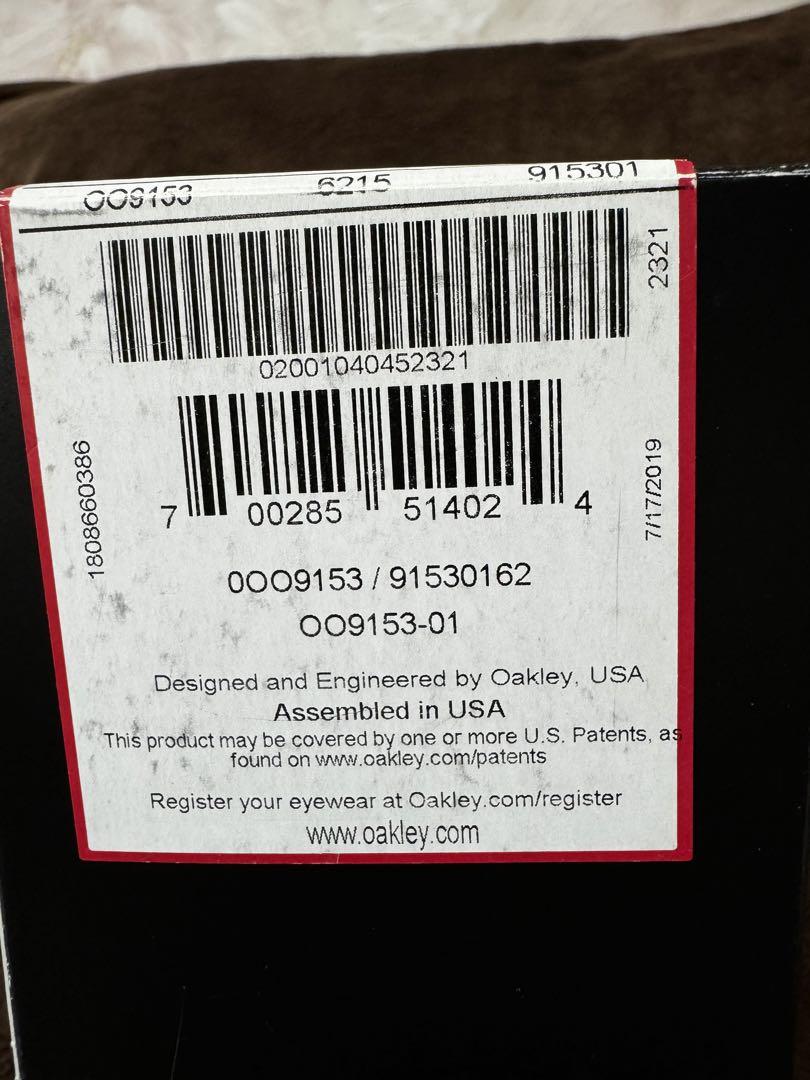 OO9153 6215 915301
2321
02001040452321
1808660386
7 00285 51402 4
7/17/2019
0OO9153 / 91530162
OO9153-01
Designed and Engineered by Oakley, USA
Assembled in USA
This product may be covered by one or more U.S. Patents, as
found on www.oakley.com/patents
Register your eyewear at Oakley.com/register
www.oakley.com